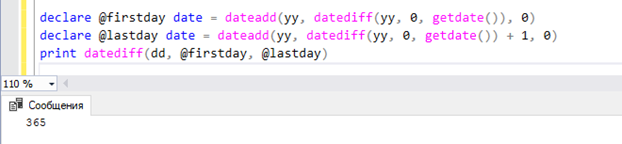 declare @firstday date = dateadd(yy, datediff(yy, 0, getdate()), 0)
declare @lastday date = dateadd(yy, datediff(yy, 0, getdate()) + 1, 0)
print datediff(dd, @firstday, @lastday)
110 %
Сообщения
365